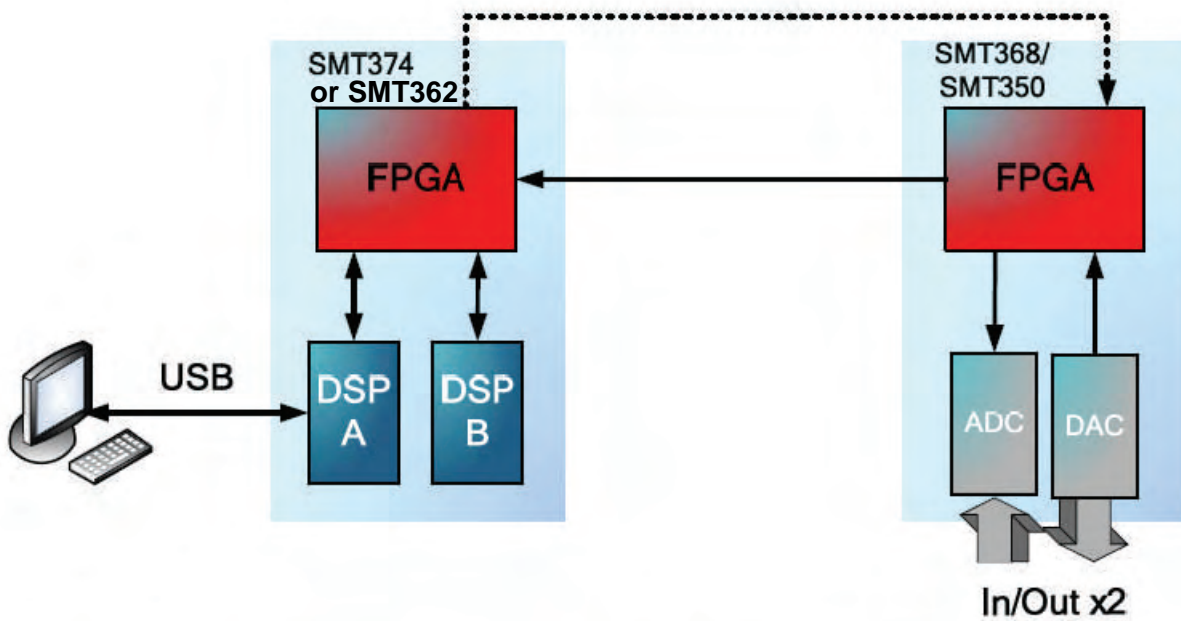 SMT374
or SMT362
SMT368/
SMT350
FPGA
FPGA
USB
DSP
A
DSP
B
ADC
DAC
In/Out x2